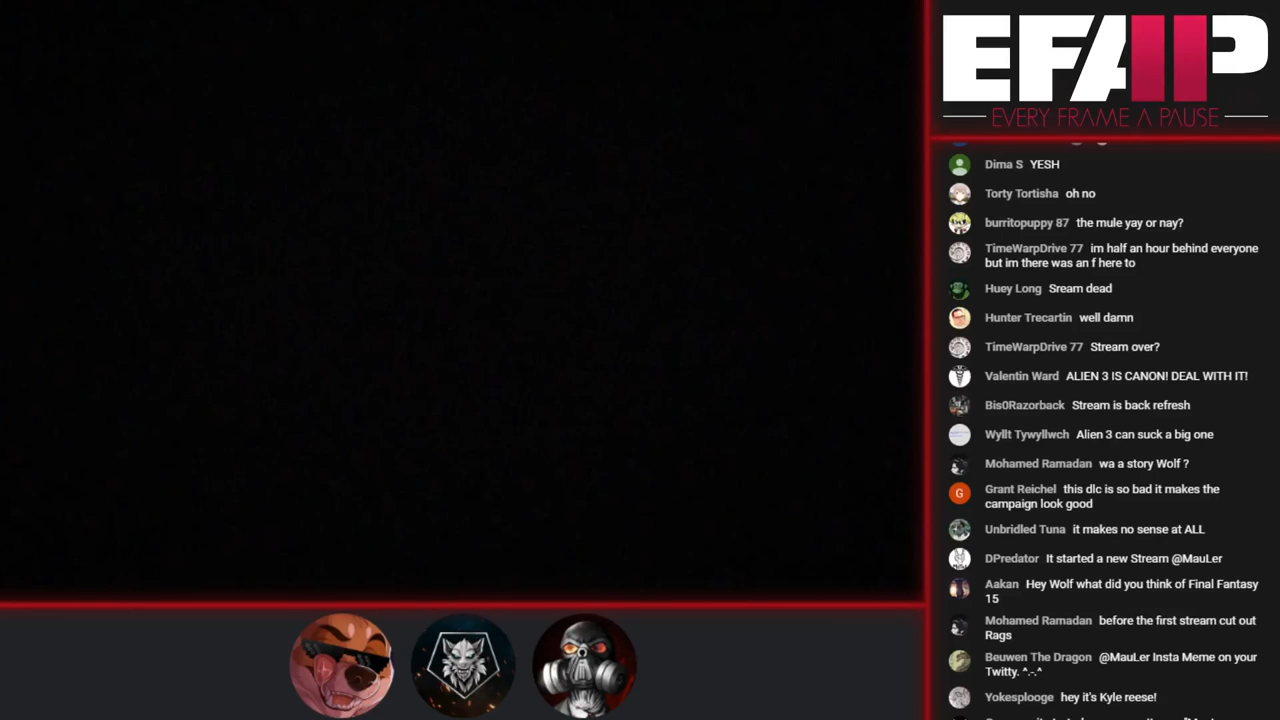 EFAP
EVERY FRAME A PAUSE
Dima S YESH
Torty Tortisha oh no
burritopuppy 87 the mule yay or nay?
TimeWarpDrive 77 im half an hour behind everyone
but im there was an f here to
Huey Long Sream dead
Hunter Trecartin well damn
TimeWarpDrive 77 Stream over?
Valentin Ward ALIEN 3 IS CANON! DEAL WITH IT!
Bis0Razorback Stream is back refresh
Wyllt Tywyllwch Alien 3 can suck a big one
Mohamed Ramadan wa a story Wolf ?
G
Grant Reichel this dlc is so bad it makes the
campaign look good
Unbridled Tuna it makes no sense at ALL
DPredator It started a new Stream @MauLer
Aakan Hey Wolf what did you think of Final Fantasy
15
Mohamed Ramadan before the first stream cut out
Rags
Beuwen The Dragon @MauLer Insta Meme on your
Twitty. ^.-.^
Yokesplooge hey it's Kyle reese!